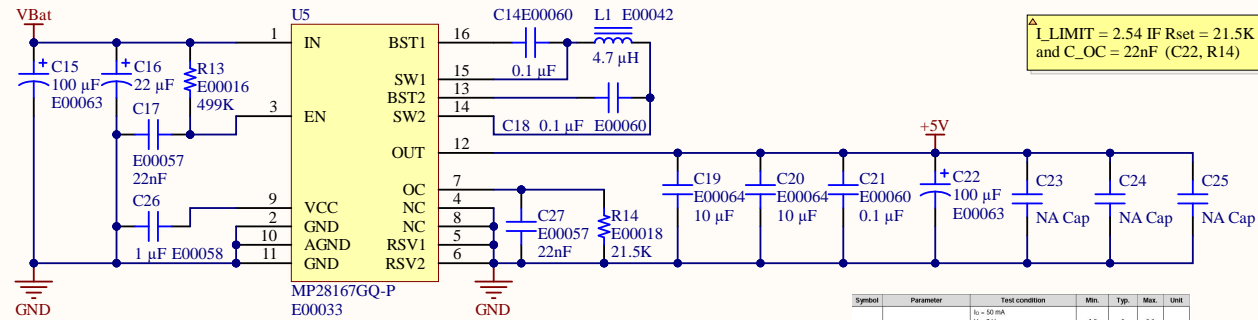 VBat
U5
C14E00060
L1 E00042
I_LIMIT = 2.54 IF Rset = 21.5K
and C_OC = 22nF (C22, R14)
1
IN
BST1
16
0.1 µF
4.7 µH
C15
100 µF
E00063
C16
22 µF
R13
E00016
499K
SW1
15
BST2
13
3
EN
SW2
14
C17
E00057
22nF
C18 0.1 µF E00060
+5V
OUT
12
C19
E00064
10 µF
C20
E00064
10 µF
C21
E00060
0.1 µF
C22
100 µF
E00063
C23
NA Cap
C24
NA Cap
C25
NA Cap
OC
7
C26
1 µF E00058
9
VCC
NC
4
2
GND
NC
8
10
AGND
RSV1
5
11
GND
RSV2
6
C27
E00057
22nF
R14
E00018
21.5K
GND
MP28167GQ-P
E00033
GND
Symbol Parameter Test condition Min. Typ. Max. Unit